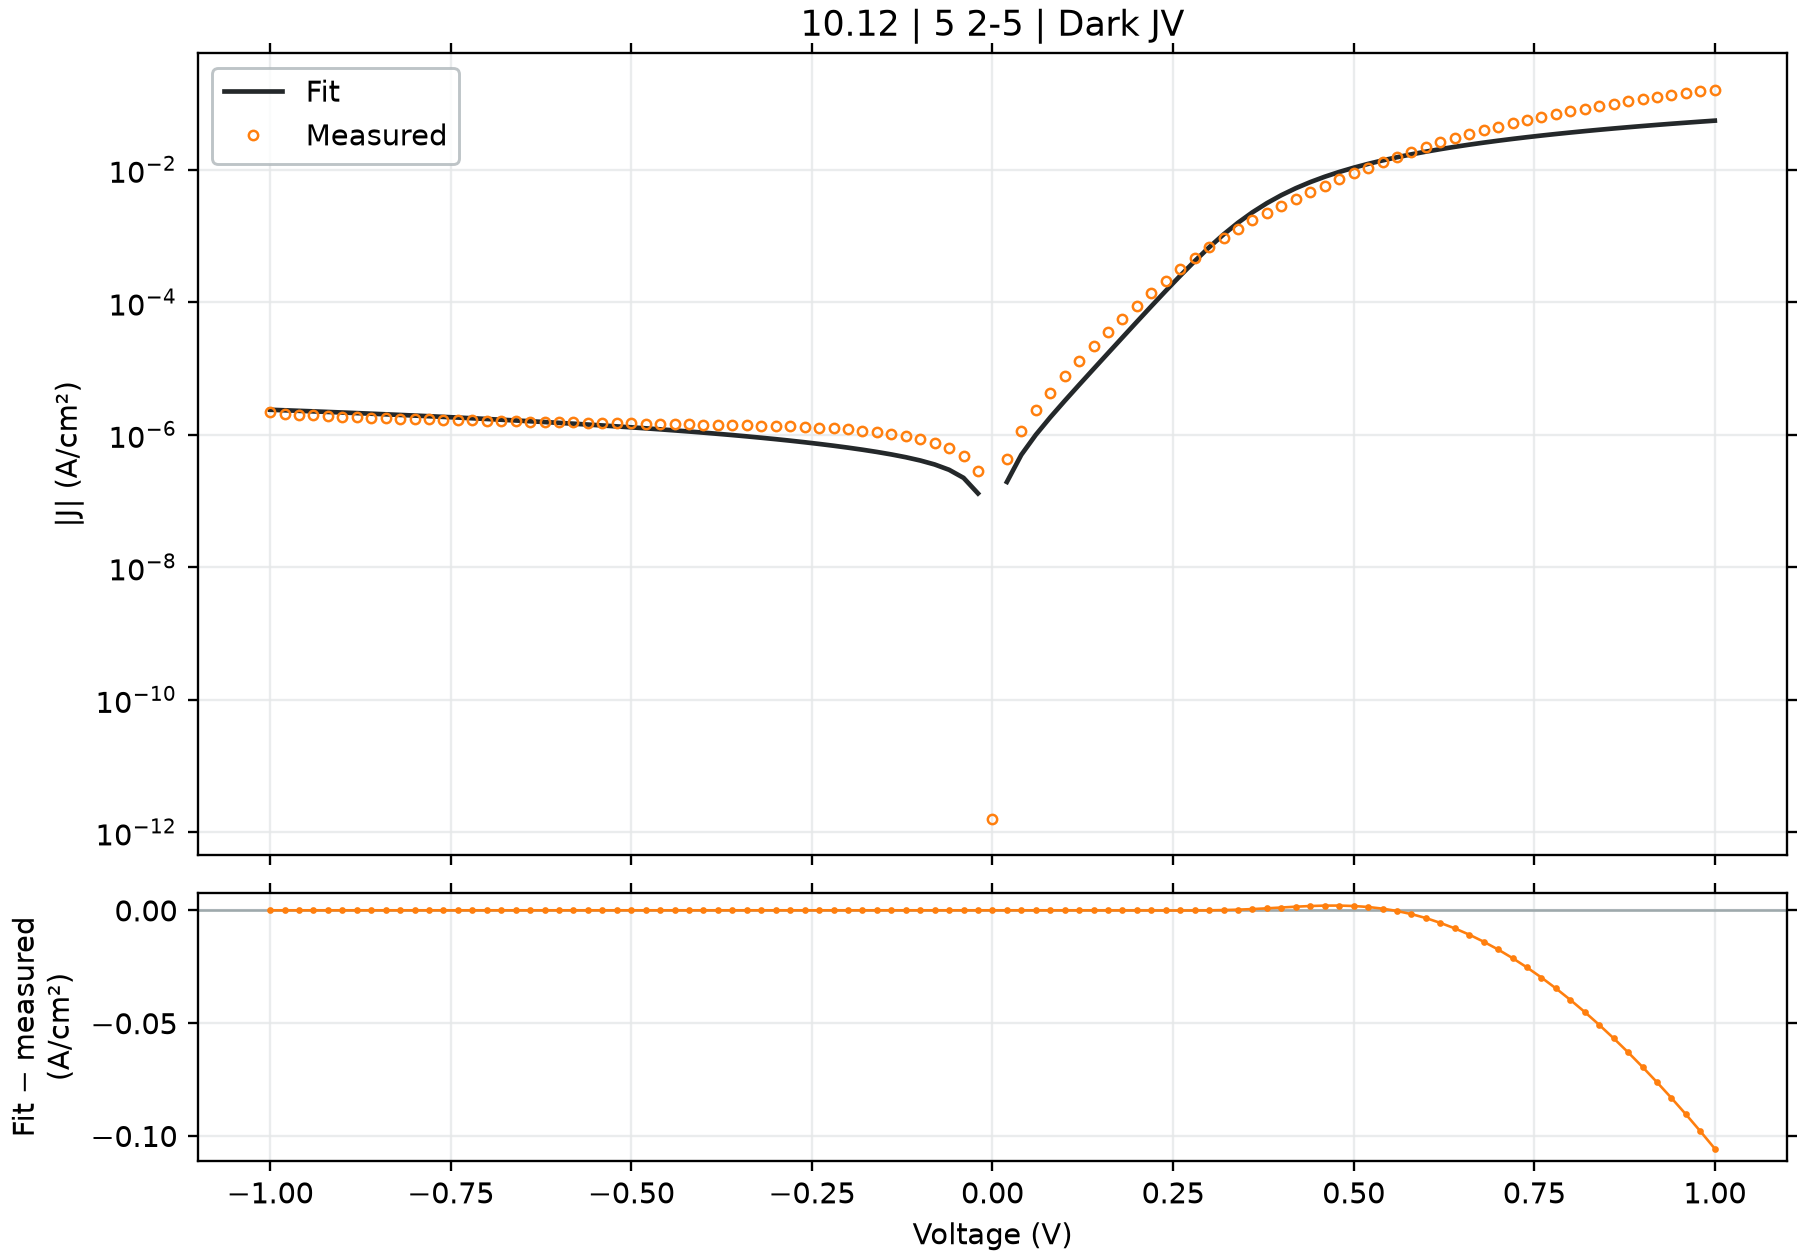 10.12 | 5 2-5 | Dark JV
Fit
Measured
|J| (A/cm²)
10⁻²
10⁻⁴
10⁻⁶
10⁻⁸
10⁻¹⁰
10⁻¹²
Fit − measured
(A/cm²)
0.00
−0.05
−0.10
−1.00 −0.75 −0.50 −0.25 0.00 0.25 0.50 0.75 1.00
Voltage (V)